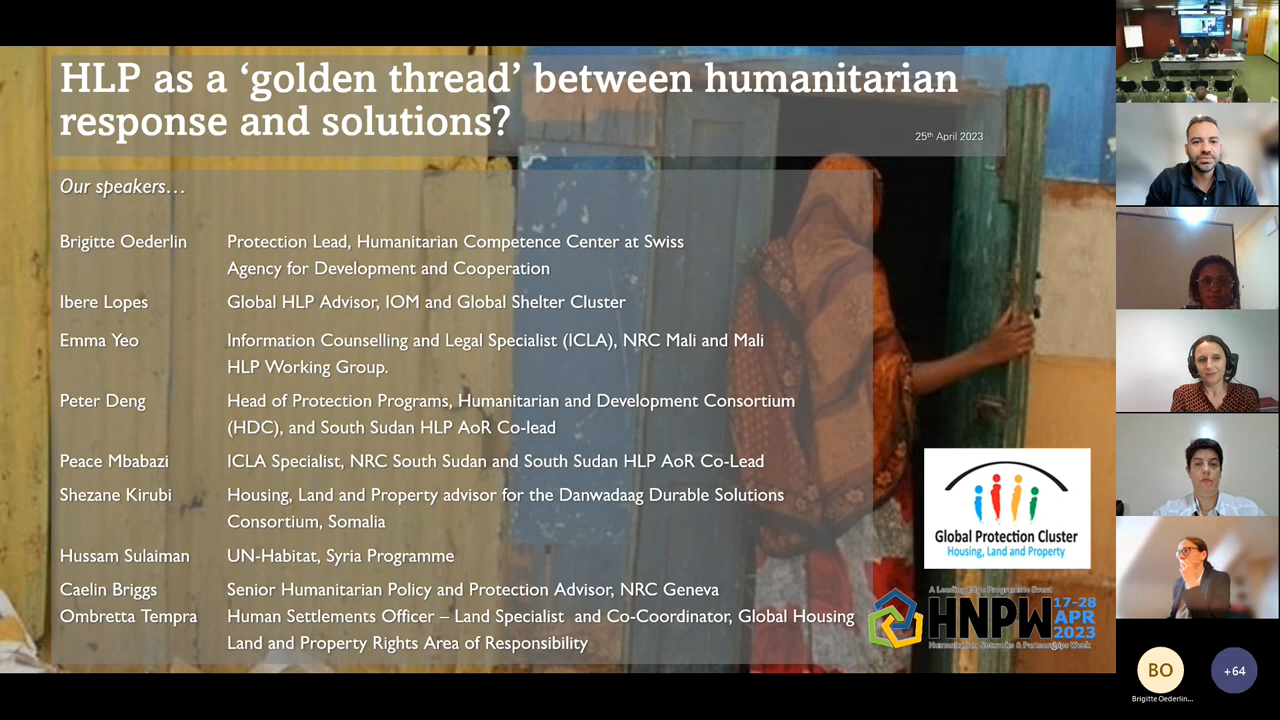 HLP as a ‘golden thread’ between humanitarian
response and solutions?
25th April 2023
Our speakers…
Brigitte Oederlin Protection Lead, Humanitarian Competence Center at Swiss
Agency for Development and Cooperation
Ibere Lopes Global HLP Advisor, IOM and Global Shelter Cluster
Emma Yeo Information Counselling and Legal Specialist (ICLA), NRC Mali and Mali
HLP Working Group.
Peter Deng Head of Protection Programs, Humanitarian and Development Consortium
(HDC), and South Sudan HLP AoR Co-lead
Peace Mbabazi ICLA Specialist, NRC South Sudan and South Sudan HLP AoR Co-Lead
Shezane Kirubi Housing, Land and Property advisor for the Danwadaag Durable Solutions
Consortium, Somalia
Hussam Sulaiman UN-Habitat, Syria Programme
Caelin Briggs Senior Humanitarian Policy and Protection Advisor, NRC Geneva
Ombretta Tempra Human Settlements Officer – Land Specialist and Co-Coordinator, Global Housing
Land and Property Rights Area of Responsibility
Global Protection Cluster
Housing, Land and Property
A Leading Edge Programme Event
HNPW 17-28
APR
2023
Humanitarian Networks & Partnerships Week
BO
+64
Brigitte Oederlin...